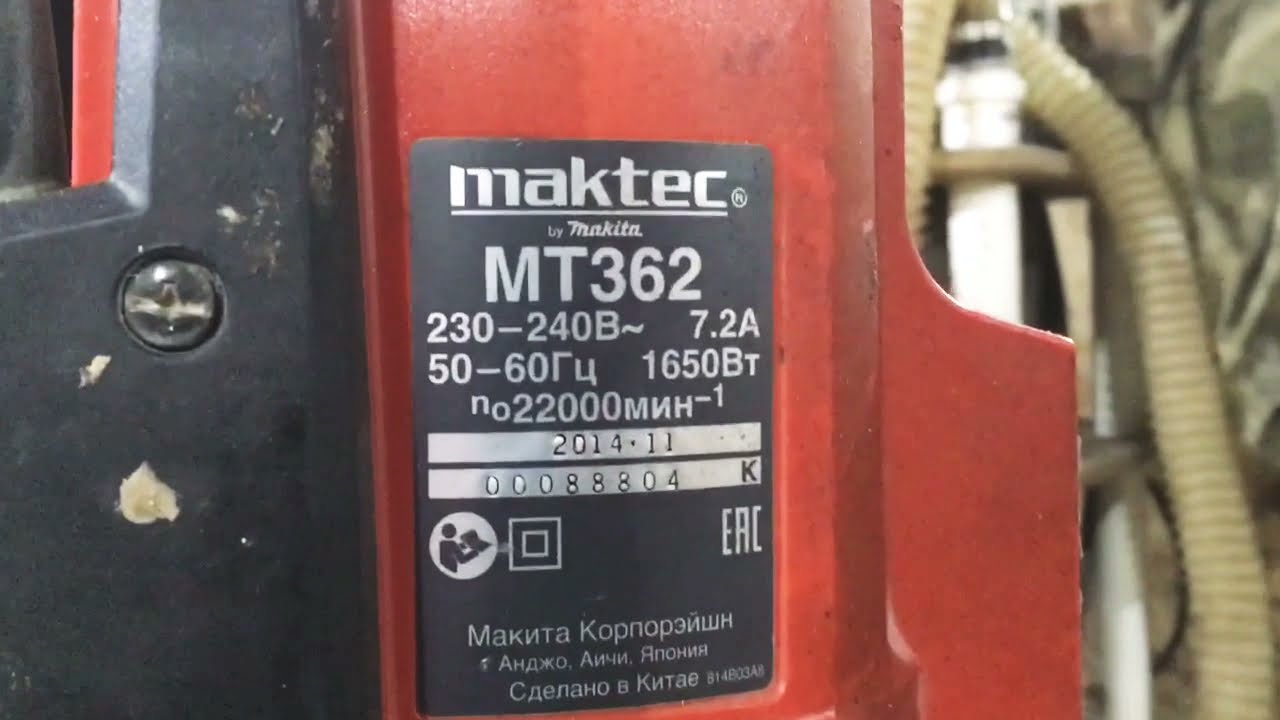 maktec®
by Makita
MT362
230-240В~ 7.2А
50-60Гц 1650Вт
n₀22000мин⁻¹
2014·11
00088804 K
EAC
Макита Корпорэйшн
г Анджо, Аичи, Япония
Сделано в Китае 814B03A8